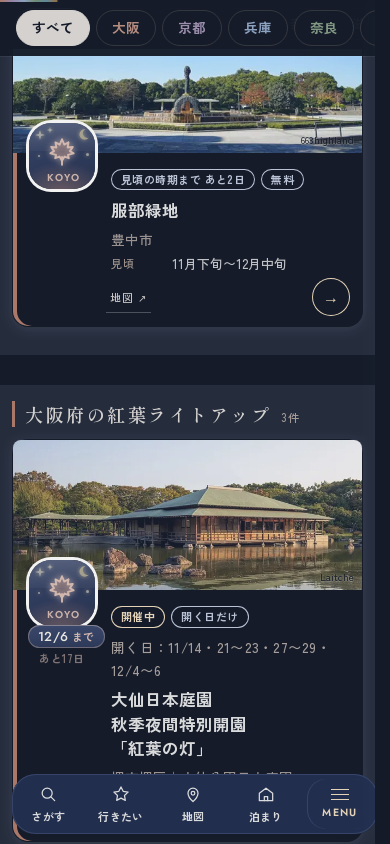 すべて
大阪
京都
兵庫
奈良
663highland
KOYO
見頃の時期まで あと2日
無料
服部緑地
豊中市
見頃 11月下旬〜12月中旬
地図 ↗
→
大阪府の紅葉ライトアップ 3件
Laitche
KOYO
12/6 まで
あと17日
開催中
開く日だけ
開く日：11/14・21〜23・27〜29・
12/4〜6
大仙日本庭園
秋季夜間特別開園
「紅葉の灯」
さがす
行きたい
地図
泊まり
MENU